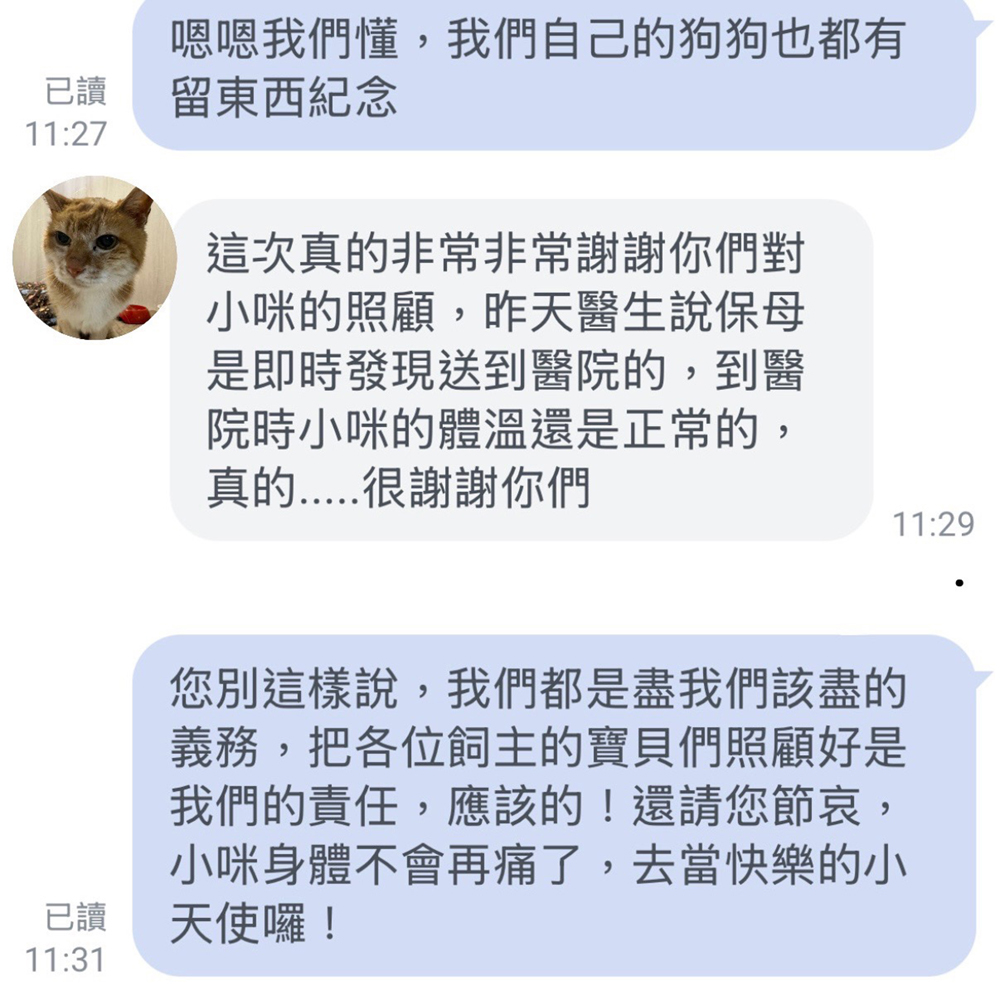 嗯嗯我們懂，我們自己的狗狗也都有
留東西紀念
已讀
11:27
這次真的非常非常謝謝你們對
小咪的照顧，昨天醫生說保母
是即時發現送到醫院的，到醫
院時小咪的體溫還是正常的，
真的.....很謝謝你們
11:29
您別這樣說，我們都是盡我們該盡的
義務，把各位飼主的寶貝們照顧好是
我們的責任，應該的！還請您節哀，
小咪身體不會再痛了，去當快樂的小
天使囉！
已讀
11:31